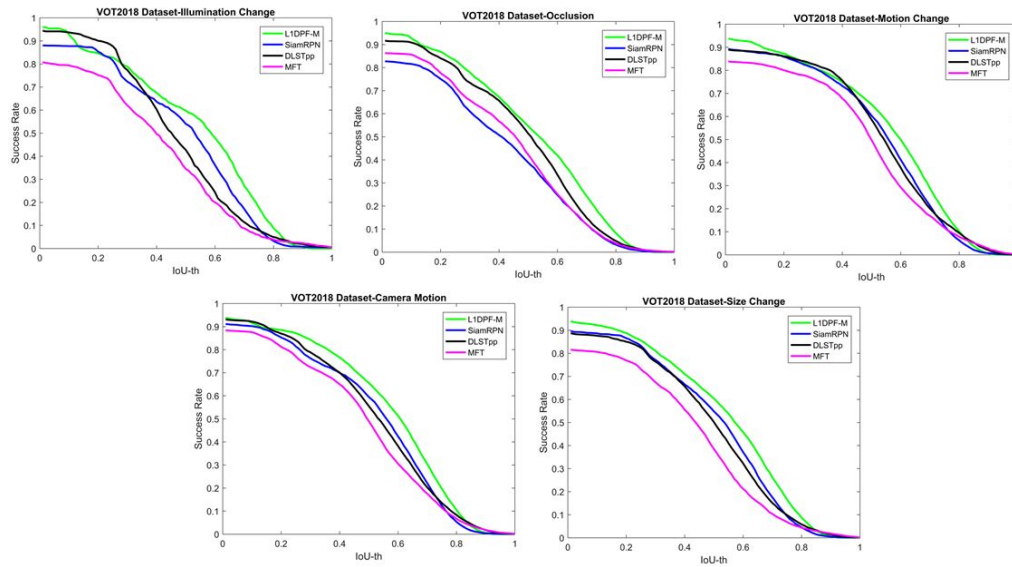 VOT2018 Dataset-Illumination Change
L1DPF-M
SiamRPN
DLSTpp
MFT
Success Rate
1
0.9
0.8
0.7
0.6
0.5
0.4
0.3
0.2
0.1
0
0 0.2 0.4 0.6 0.8 1
IoU-th
VOT2018 Dataset-Occlusion
L1DPF-M
SiamRPN
DLSTpp
MFT
Success Rate
1
0.9
0.8
0.7
0.6
0.5
0.4
0.3
0.2
0.1
0
0 0.2 0.4 0.6 0.8 1
IoU-th
VOT2018 Dataset-Motion Change
L1DPF-M
SiamRPN
DLSTpp
MFT
Success Rate
1
0.9
0.8
0.7
0.6
0.5
0.4
0.3
0.2
0.1
0
0 0.2 0.4 0.6 0.8 1
IoU-th
VOT2018 Dataset-Camera Motion
L1DPF-M
SiamRPN
DLSTpp
MFT
Success Rate
1
0.9
0.8
0.7
0.6
0.5
0.4
0.3
0.2
0.1
0
0 0.2 0.4 0.6 0.8 1
IoU-th
VOT2018 Dataset-Size Change
L1DPF-M
SiamRPN
DLSTpp
MFT
Success Rate
1
0.9
0.8
0.7
0.6
0.5
0.4
0.3
0.2
0.1
0
0 0.2 0.4 0.6 0.8 1
IoU-th